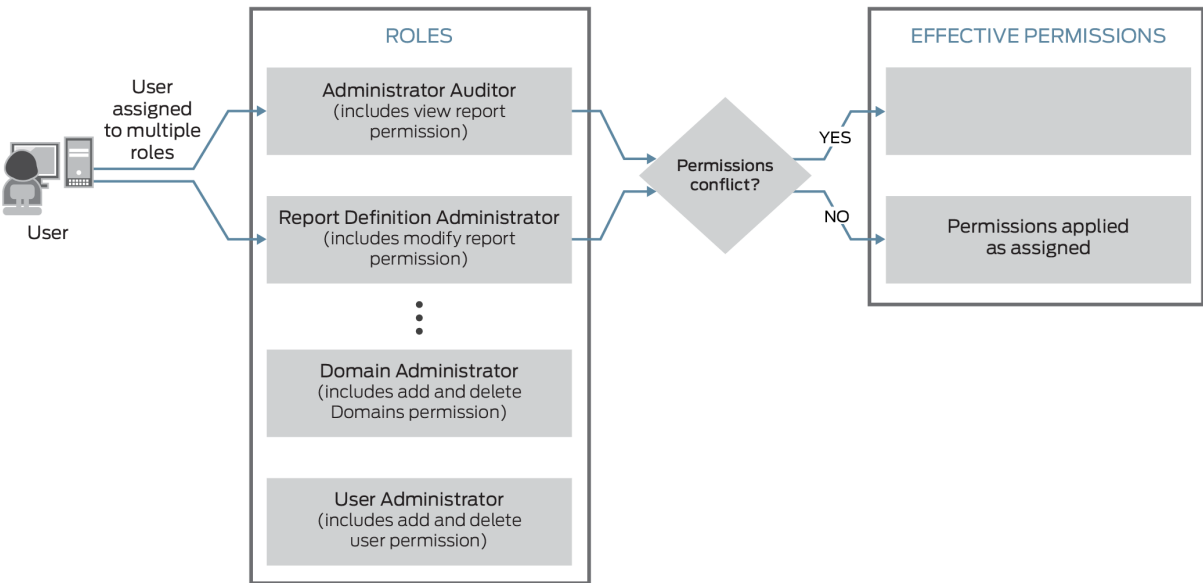 User
assigned
to multiple
roles
User
ROLES
Administrator Auditor
(includes view report
permission)
Report Definition Administrator
(includes modify report
permission)
Domain Administrator
(includes add and delete
Domains permission)
User Administrator
(includes add and delete
user permission)
Permissions
conflict?
YES
NO
EFFECTIVE PERMISSIONS
Permissions applied
as assigned